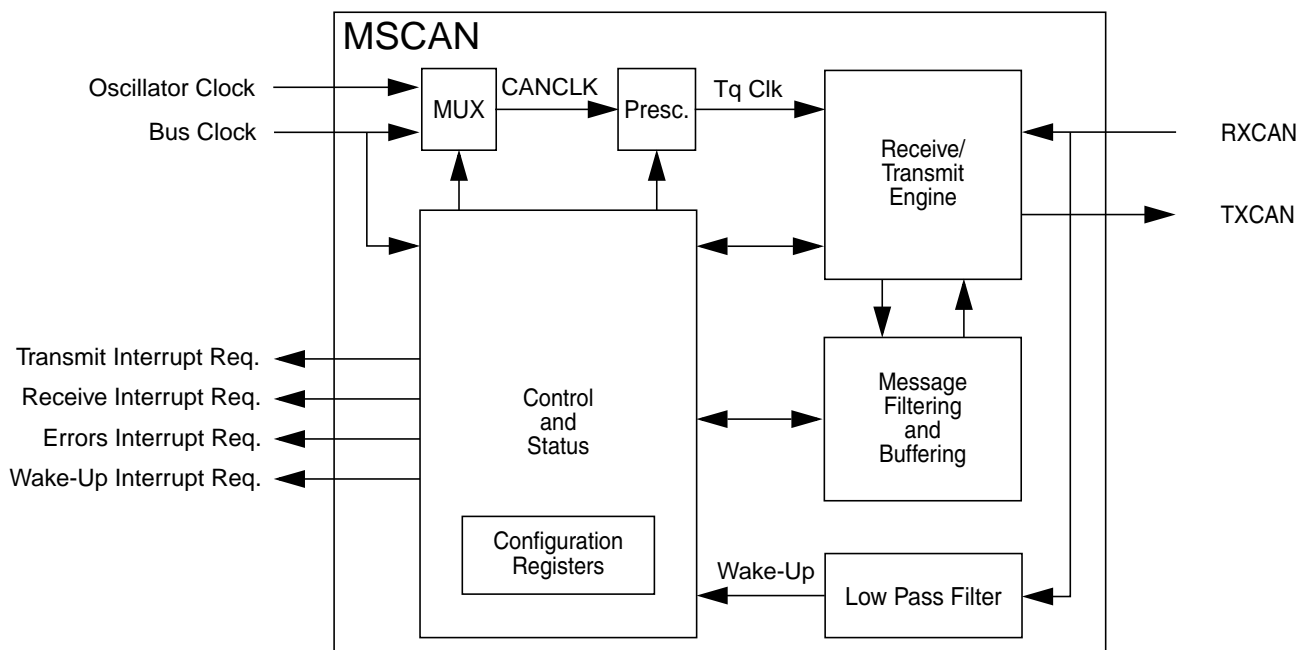 MSCAN
Oscillator Clock
Bus Clock
MUX
CANCLK
Presc.
Tq Clk
Receive/
Transmit
Engine
RXCAN
TXCAN
Transmit Interrupt Req.
Receive Interrupt Req.
Errors Interrupt Req.
Wake-Up Interrupt Req.
Control
and
Status
Message
Filtering
and
Buffering
Configuration
Registers
Wake-Up
Low Pass Filter